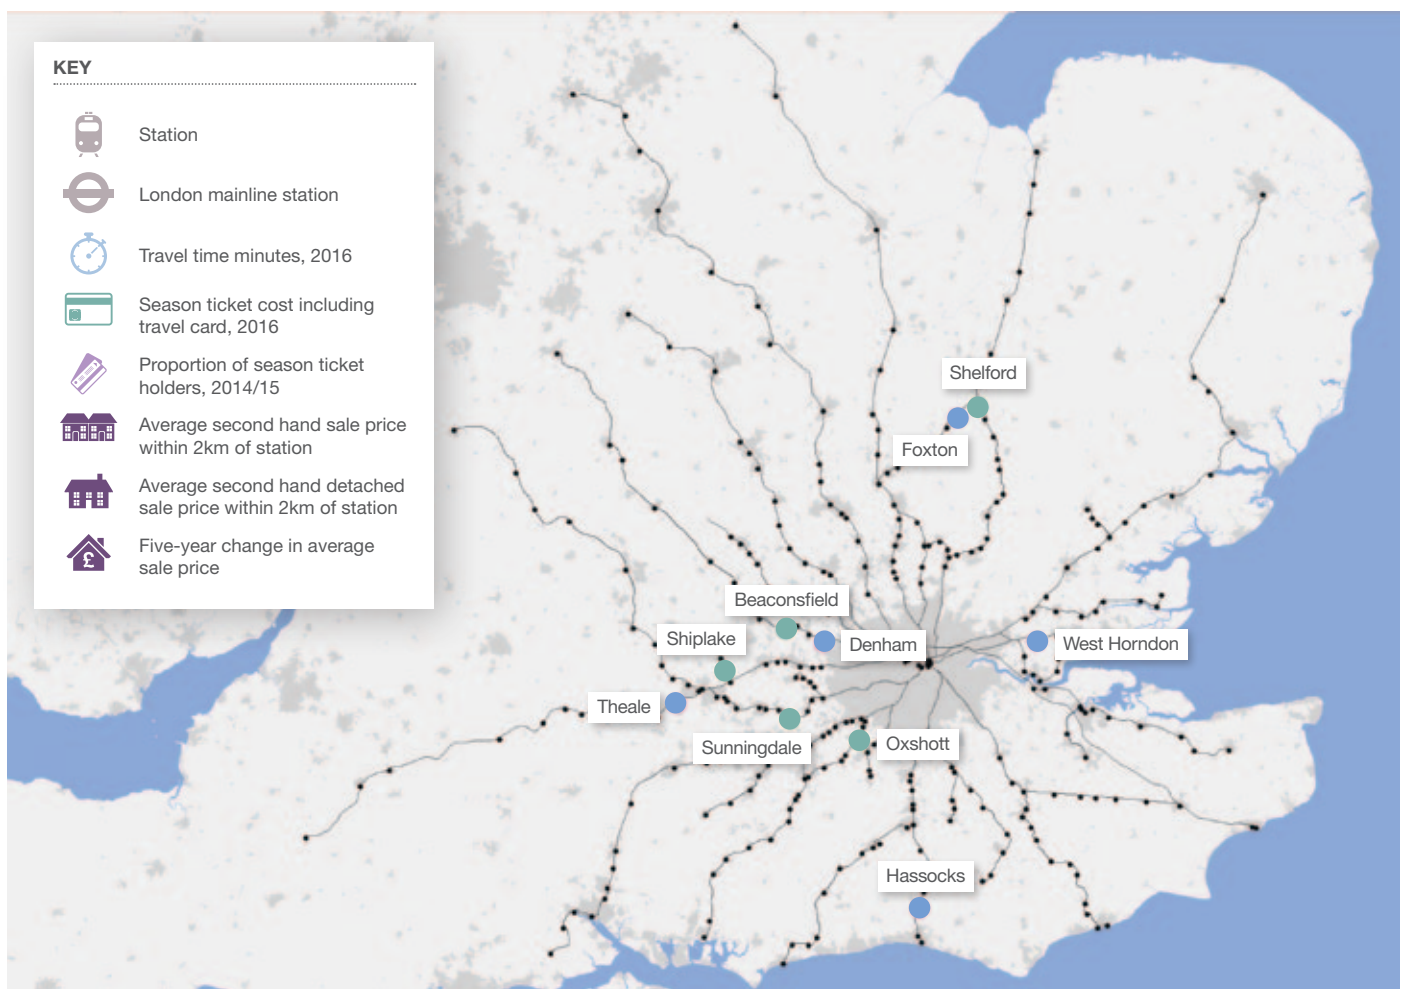 KEY
Station
London mainline station
Travel time minutes, 2016
Season ticket cost including
travel card, 2016
Proportion of season ticket
holders, 2014/15
Average second hand sale price
within 2km of station
Average second hand detached
sale price within 2km of station
£
Five-year change in average
sale price
Shelford
Foxton
Beaconsfield
Shiplake
Denham
West Horndon
Theale
Sunningdale
Oxshott
Hassocks